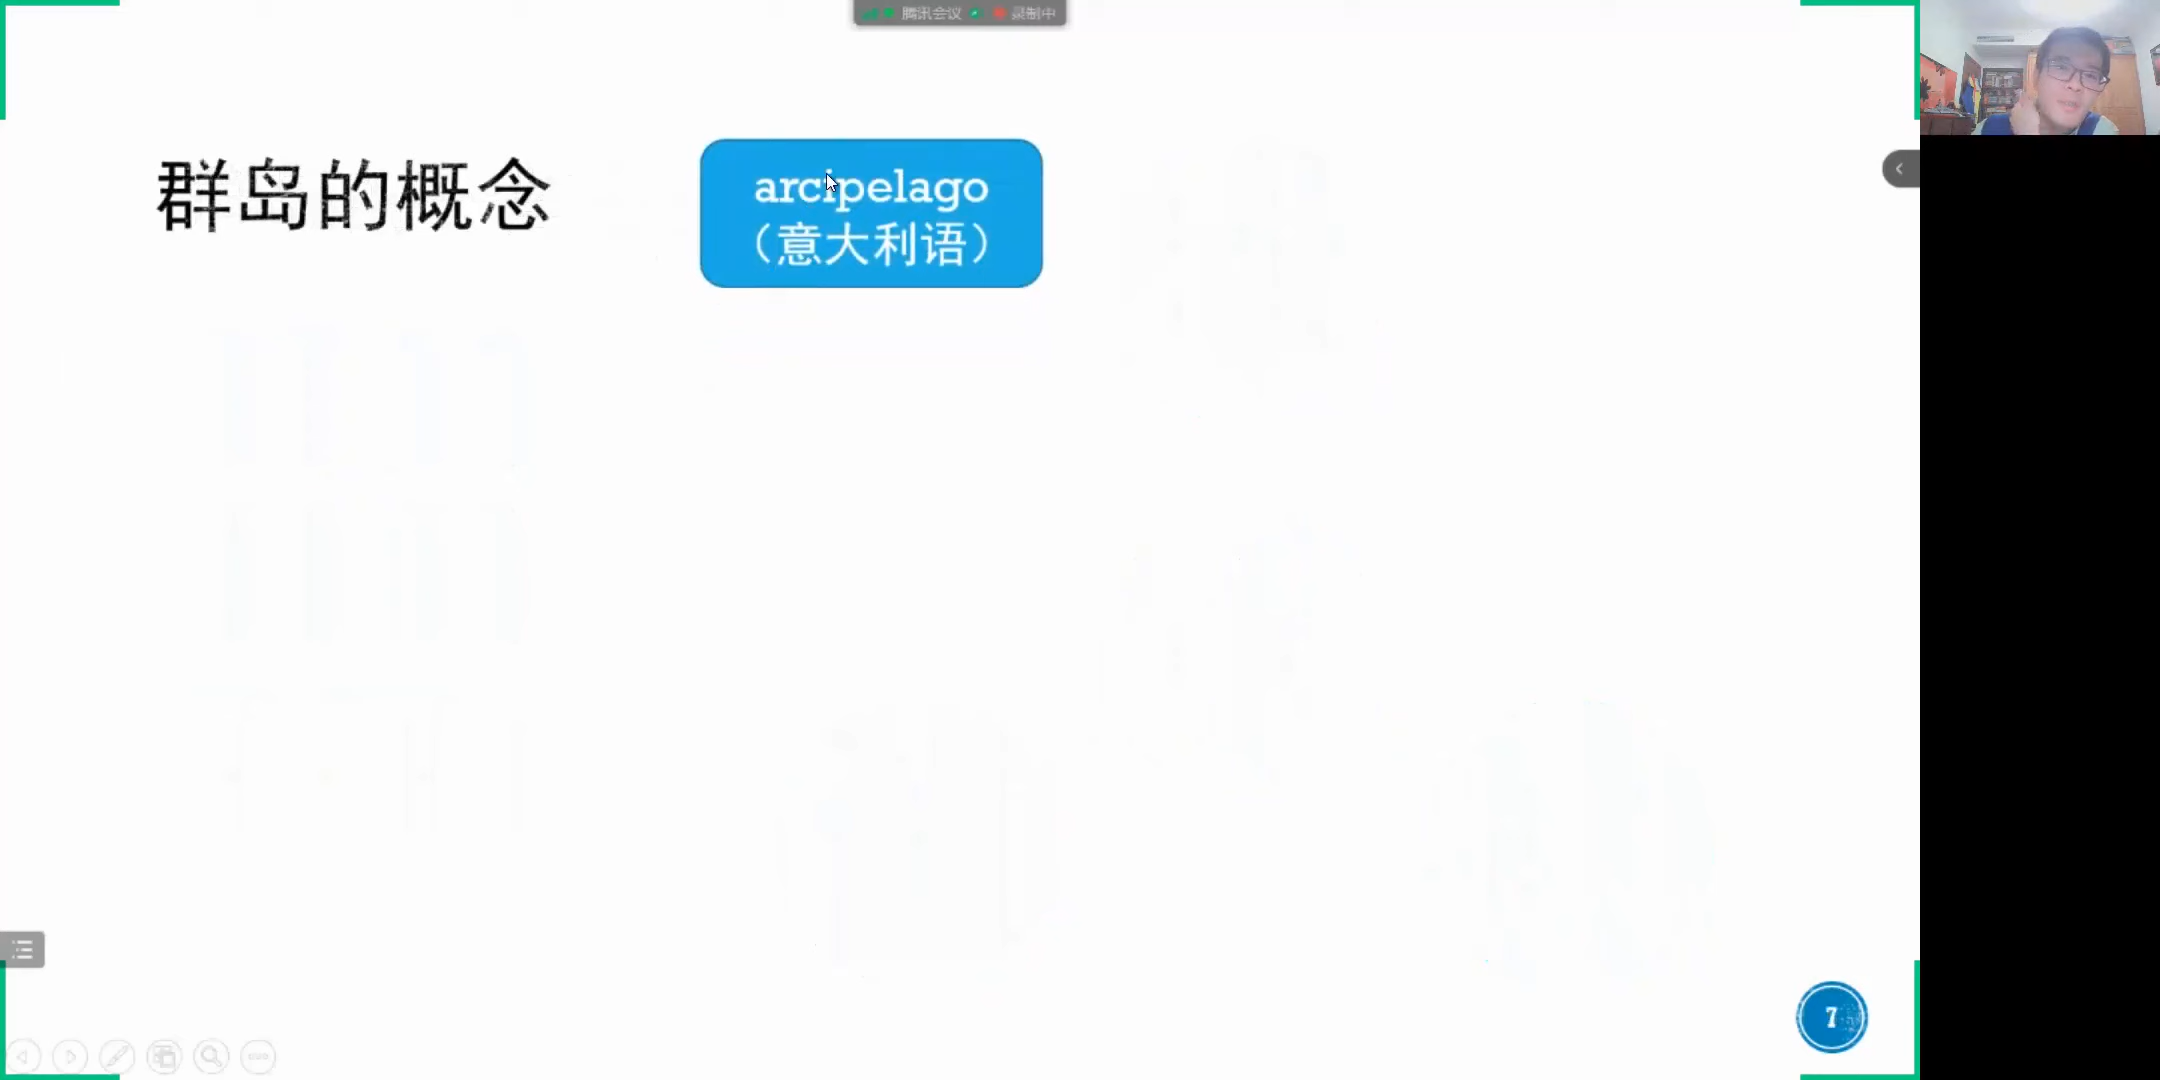 腾讯会议 录制中
群岛的概念
arcipelago
（意大利语）
7